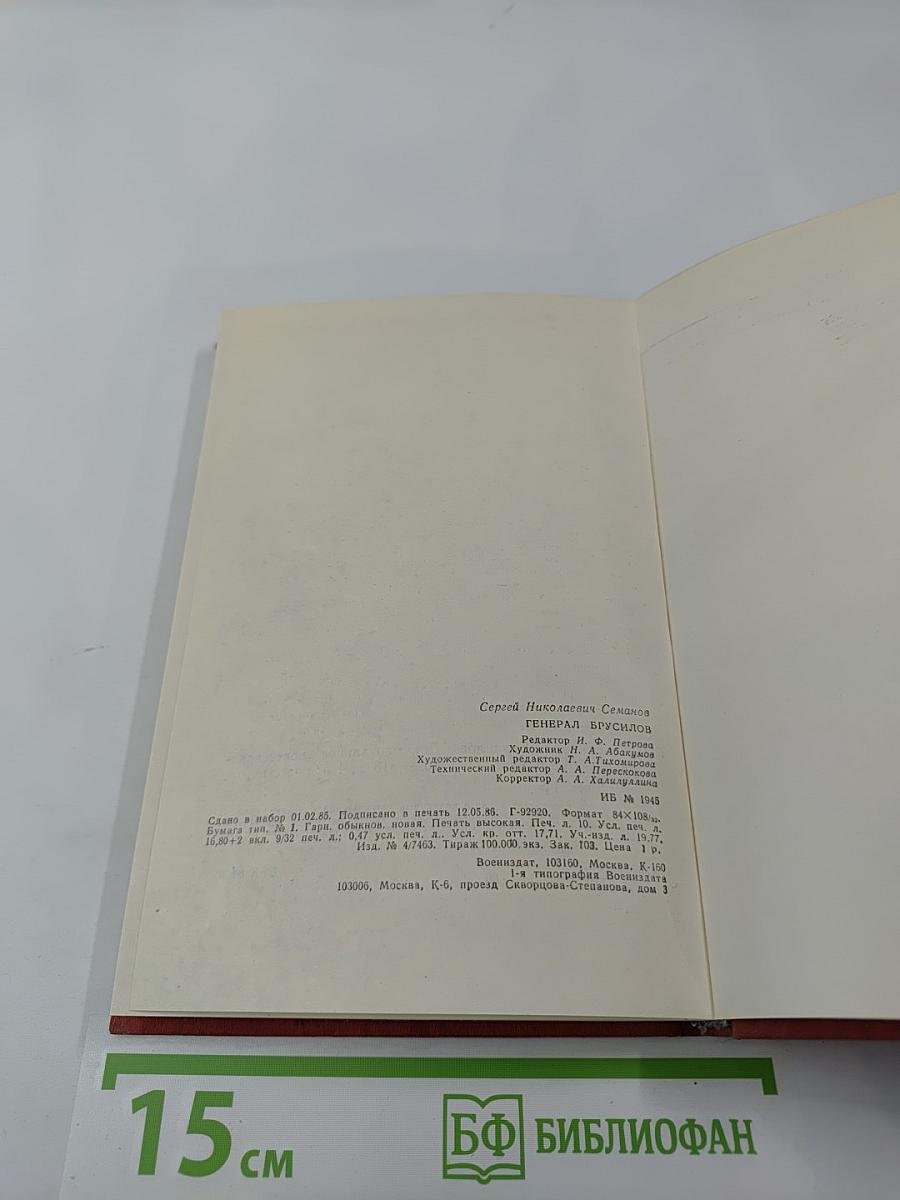 Сергей Николаевич Семанов
ГЕНЕРАЛ БРУСИЛОВ
Редактор И. Ф. Петрова
Художник Н. А. Абакумов
Художественный редактор Т. А.Тихомирова
Технический редактор А. А. Перескокова
Корректор А. А. Халилуллина
ИБ № 1945
Сдано в набор 01.02.85. Подписано в печать 12.05.86. Г-92920. Формат 84×108/₃₂.
Бумага тип. № 1. Гарн. обыкнов. новая. Печать высокая. Печ. л. 10. Усл. печ. л.
16,80+2 вкл. 9/32 печ. л.; 0,47 усл. печ. л.. Усл. кр. отт. 17,71. Уч.-изд. л. 19,77.
Изд. № 4/7463. Тираж 100.000 экз. Зак. 103. Цена 1 р.
Воениздат, 103160, Москва, К-160
1-я типография Воениздата
103006, Москва, К-6, проезд Скворцова-Степанова, дом 3
15 см
БФ БИБЛИОФАН